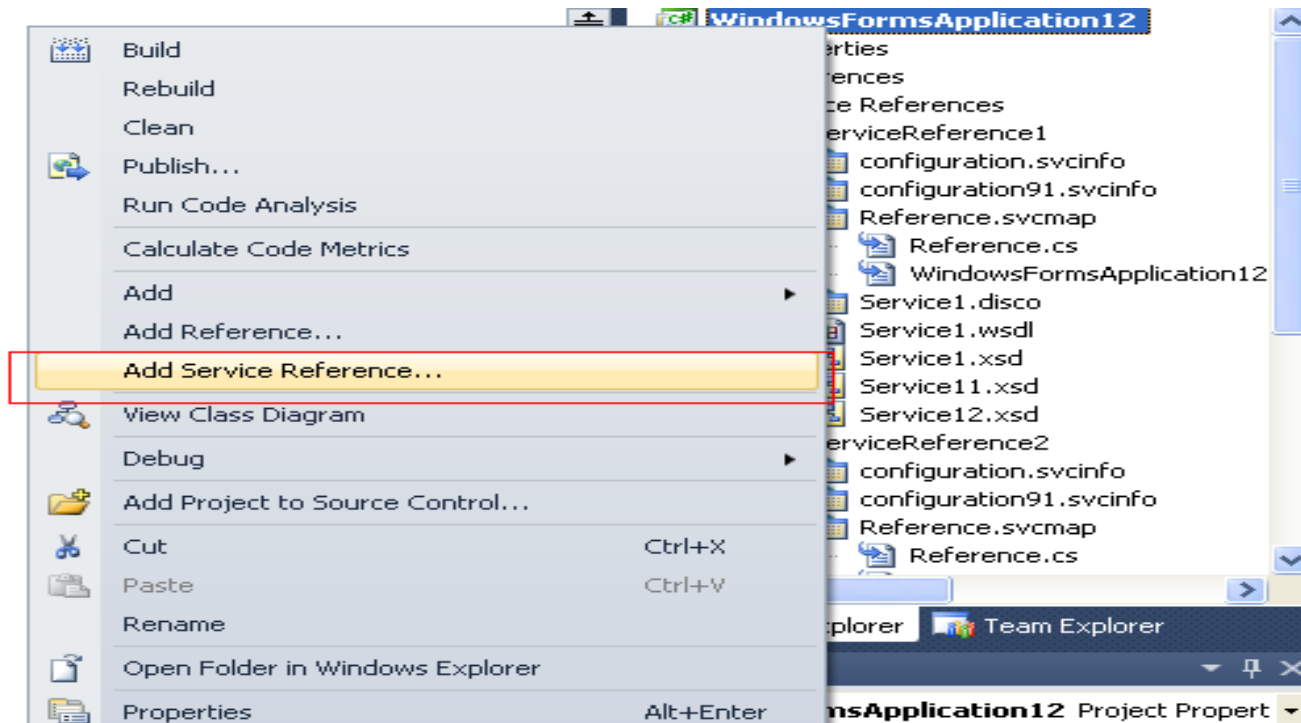 Build
Rebuild
Clean
Publish...
Run Code Analysis
Calculate Code Metrics
Add
Add Reference...
Add Service Reference...
View Class Diagram
Debug
Add Project to Source Control...
Cut Ctrl+X
Paste Ctrl+V
Rename
Open Folder in Windows Explorer
Properties Alt+Enter
C# WindowsFormsApplication12
erties
ences
ce References
erviceReference1
configuration.svcinfo
configuration91.svcinfo
Reference.svcmap
Reference.cs
WindowsFormsApplication12
Service1.disco
Service1.wsdl
Service1.xsd
Service11.xsd
Service12.xsd
erviceReference2
configuration.svcinfo
configuration91.svcinfo
Reference.svcmap
Reference.cs
plorer Team Explorer
msApplication12 Project Propert